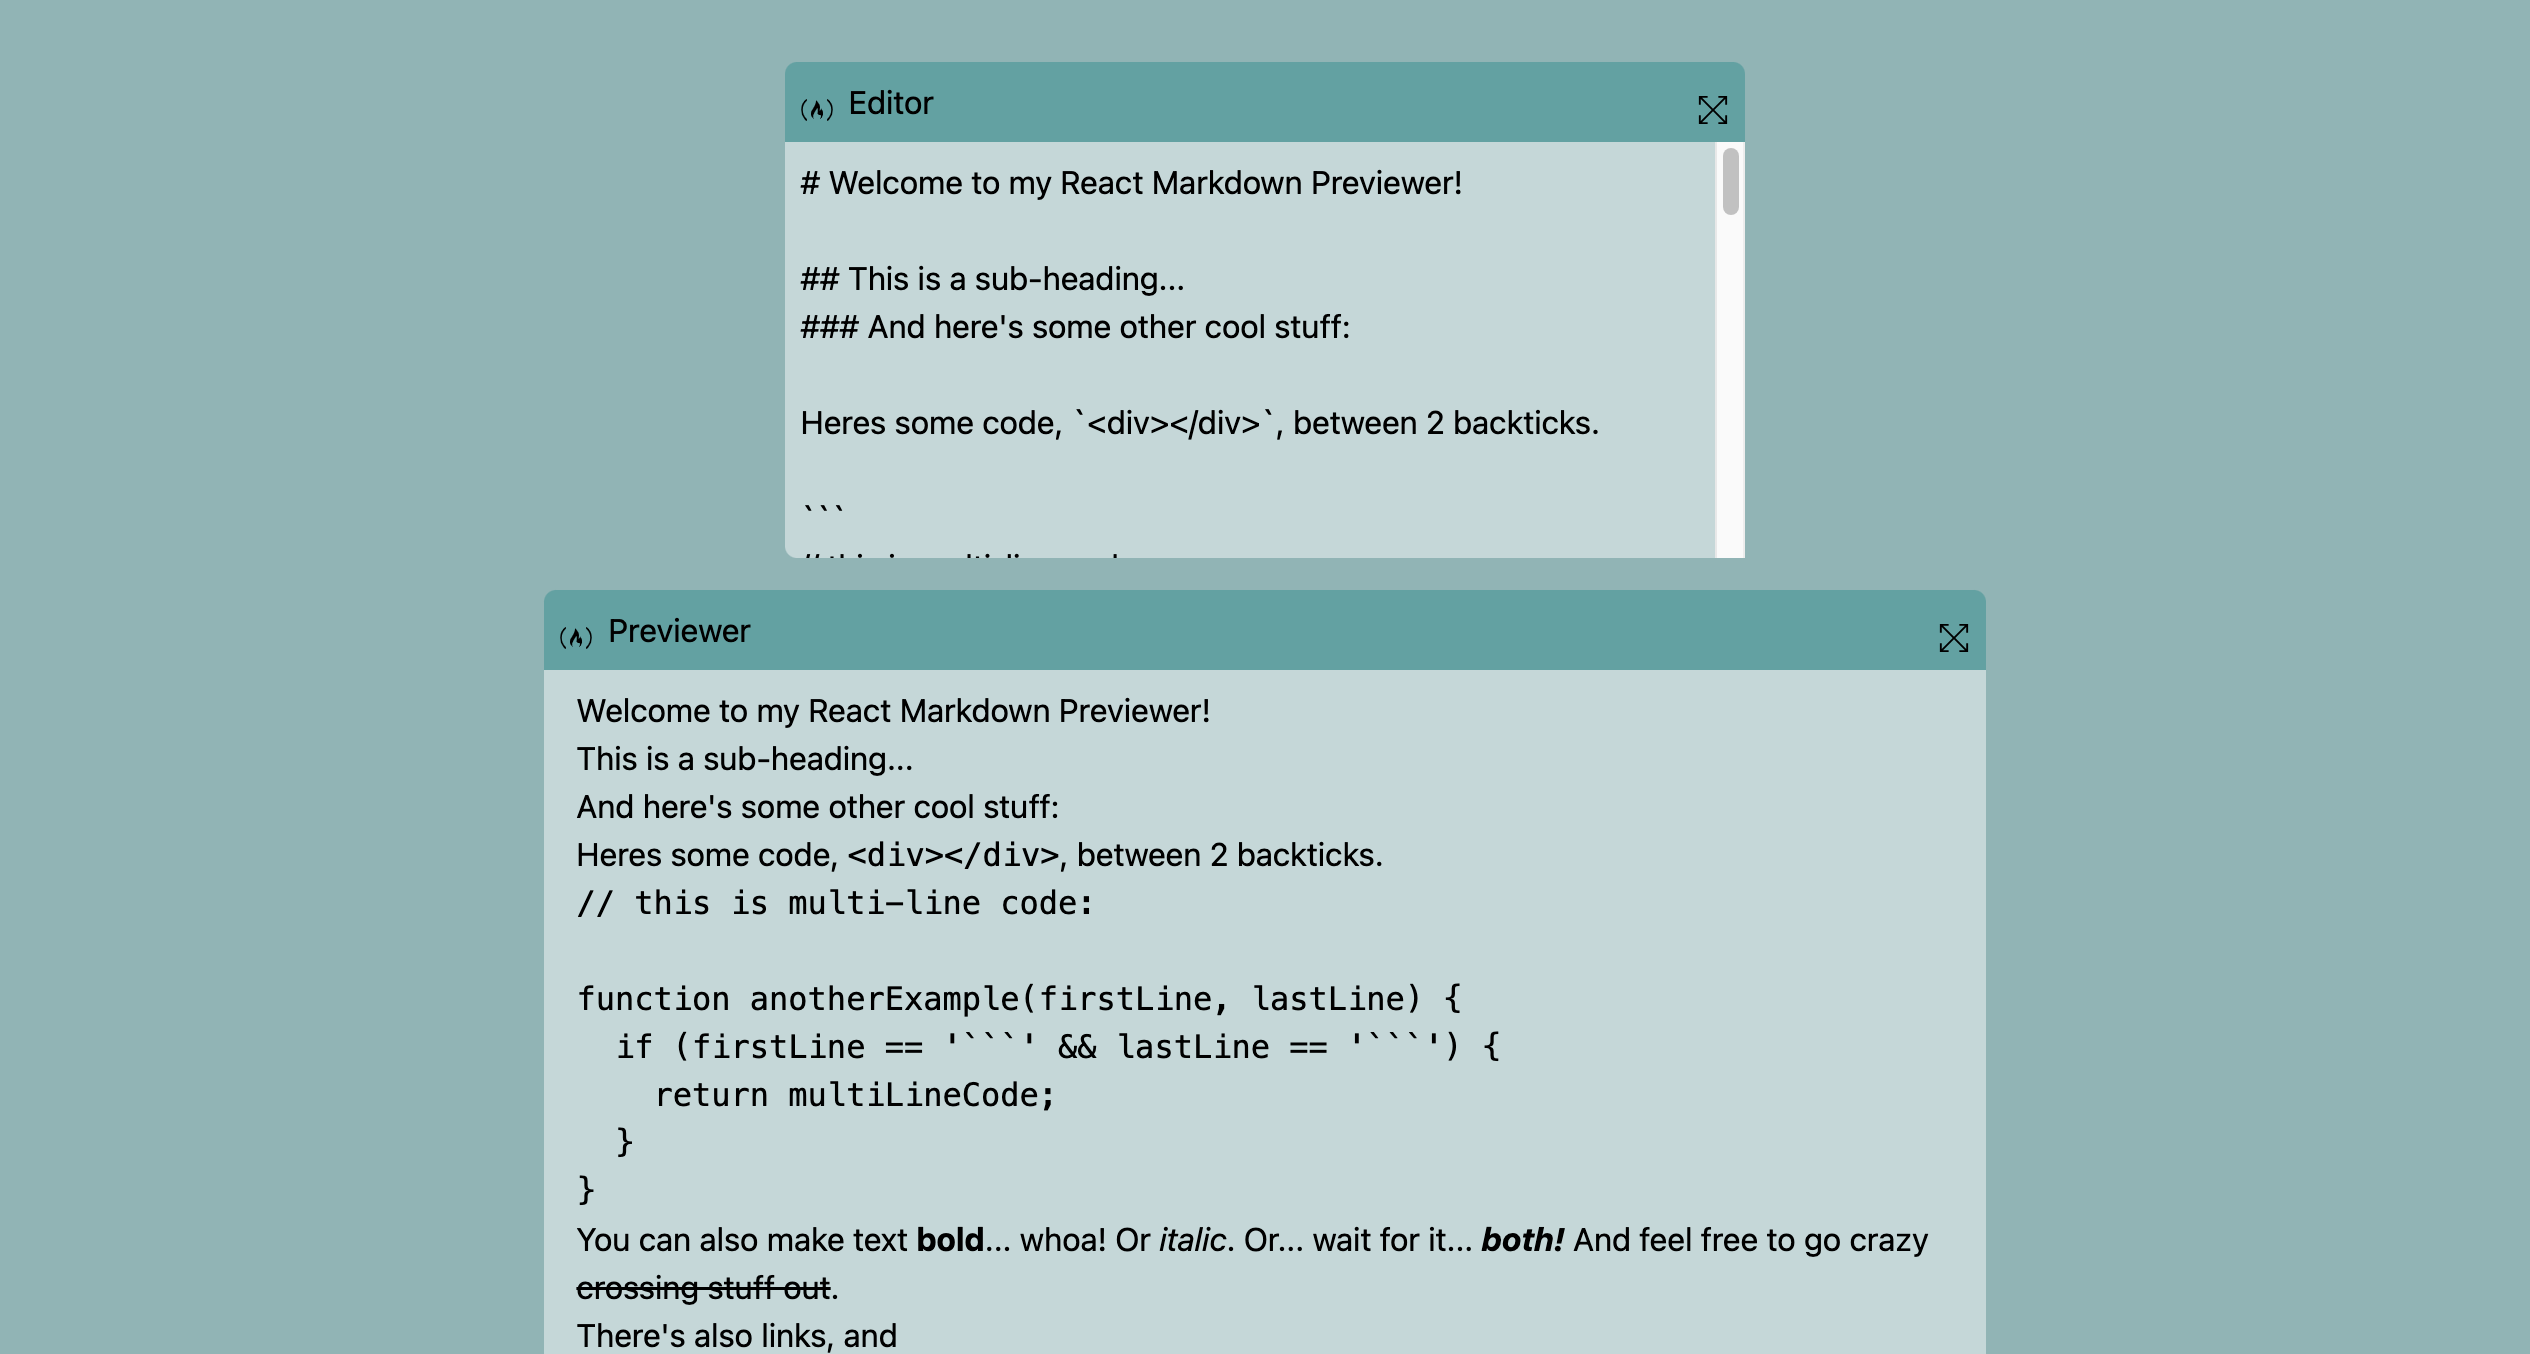 Editor
# Welcome to my React Markdown Previewer!
## This is a sub-heading...
### And here's some other cool stuff:
Heres some code, `<div></div>`, between 2 backticks.
```
Previewer
Welcome to my React Markdown Previewer!
This is a sub-heading...
And here's some other cool stuff:
Heres some code, <div></div>, between 2 backticks.
// this is multi-line code:
function anotherExample(firstLine, lastLine) {
  if (firstLine == '```' && lastLine == '```') {
    return multiLineCode;
  }
}
You can also make text bold... whoa! Or italic. Or... wait for it... both! And feel free to go crazy
crossing stuff out.
There's also links, and